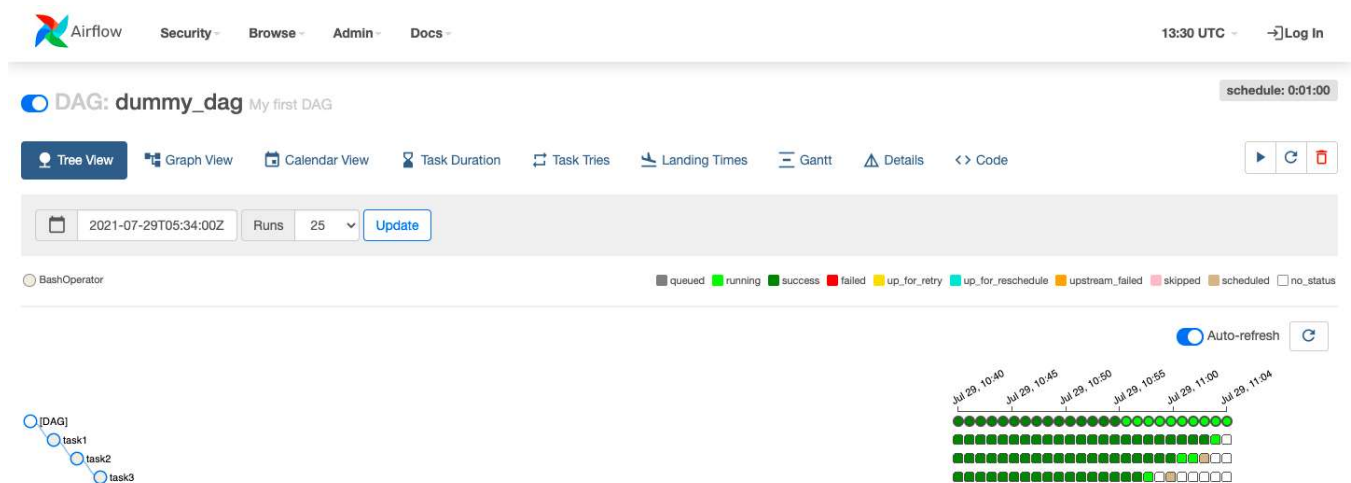 Airflow Security Browse Admin Docs 13:30 UTC Log In
DAG: dummy_dag My first DAG schedule: 0:01:00
Tree View Graph View Calendar View Task Duration Task Tries Landing Times Gantt Details <> Code
2021-07-29T05:34:00Z Runs 25 Update
BashOperator queued running success failed up_for_retry up_for_reschedule upstream_failed skipped scheduled no_status
Auto-refresh
Jul 29, 10:40 Jul 29, 10:45 Jul 29, 10:50 Jul 29, 10:55 Jul 29, 11:00 Jul 29, 11:04
[DAG]
task1
task2
task3